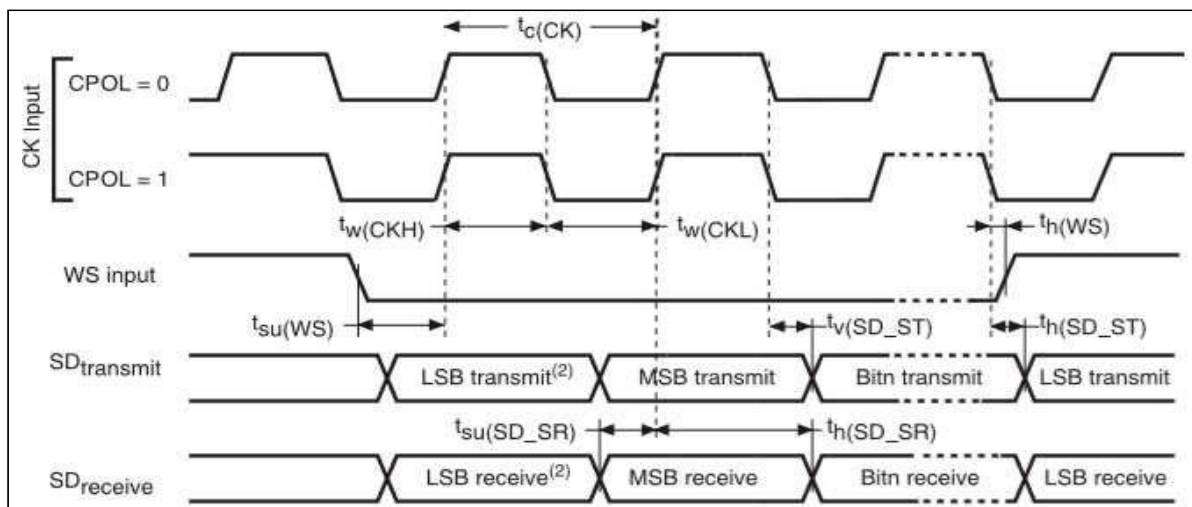 tc(CK)
CK Input
CPOL = 0
CPOL = 1
tw(CKH)
tw(CKL)
th(WS)
WS input
tsu(WS)
tv(SD_ST)
th(SD_ST)
SDtransmit
LSB transmit(2)
MSB transmit
Bitn transmit
LSB transmit
tsu(SD_SR)
th(SD_SR)
SDreceive
LSB receive(2)
MSB receive
Bitn receive
LSB receive